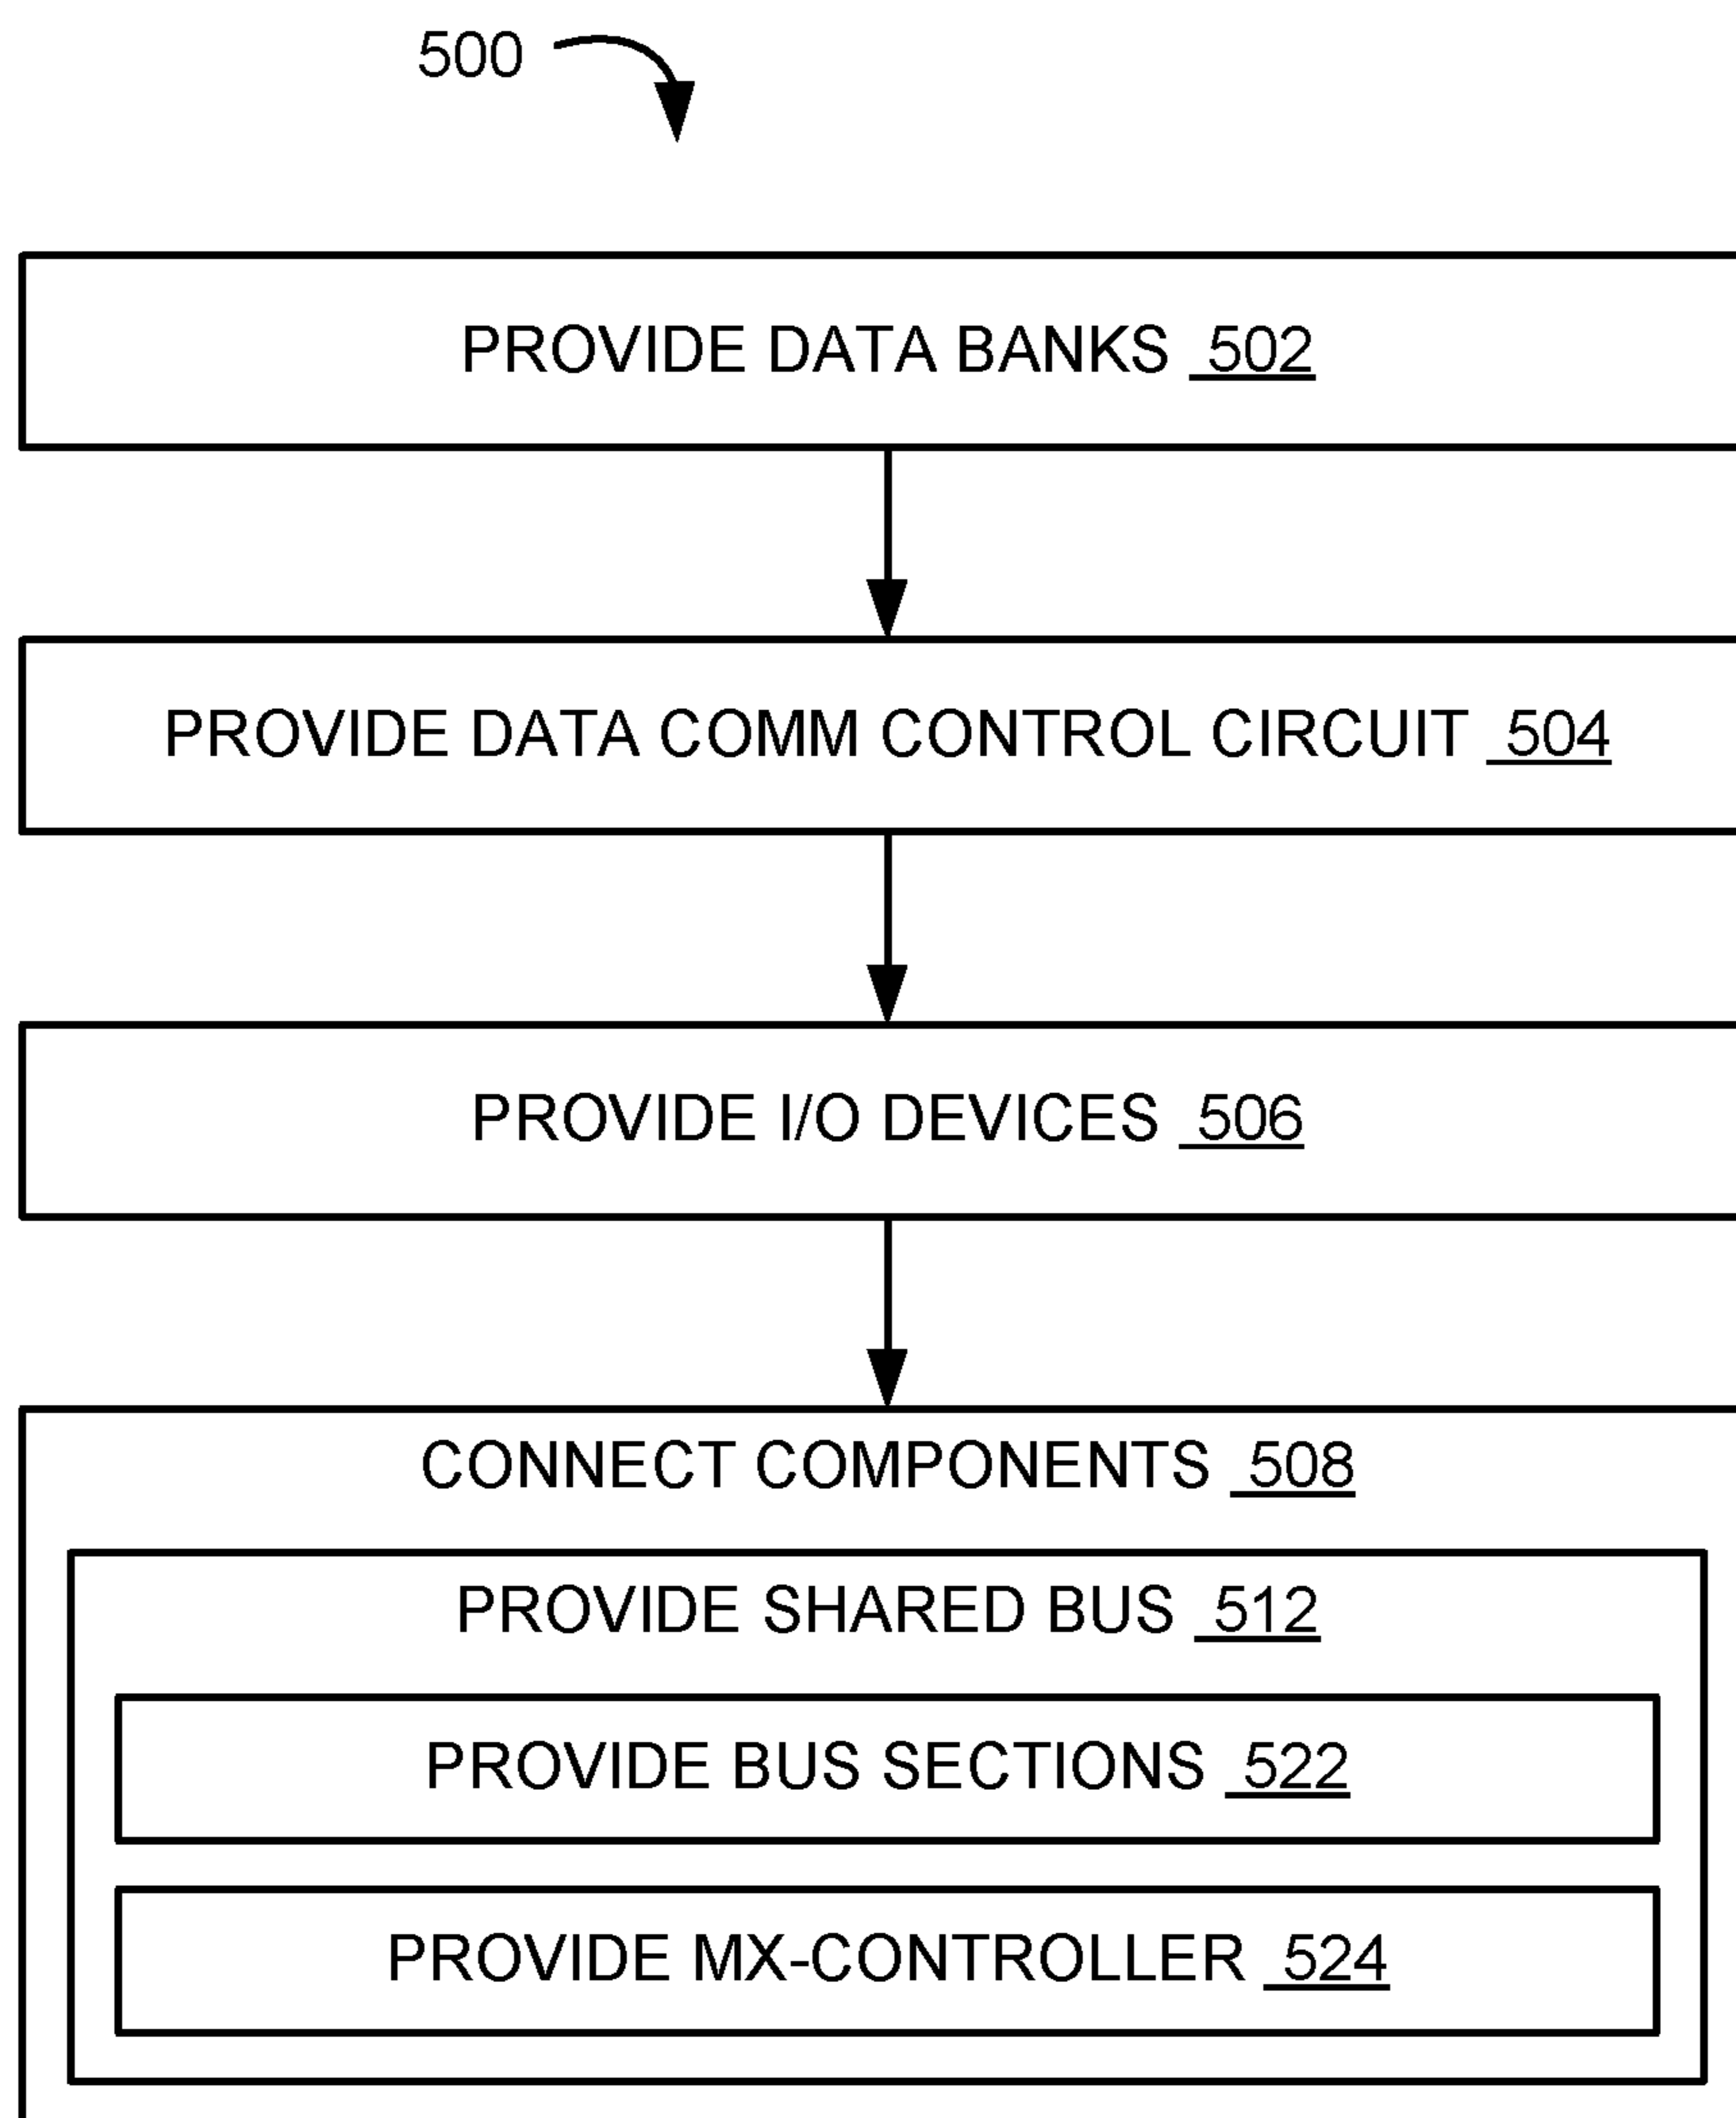 500
PROVIDE DATA BANKS 502
PROVIDE DATA COMM CONTROL CIRCUIT 504
PROVIDE I/O DEVICES 506
CONNECT COMPONENTS 508
PROVIDE SHARED BUS 512
PROVIDE BUS SECTIONS 522
PROVIDE MX-CONTROLLER 524